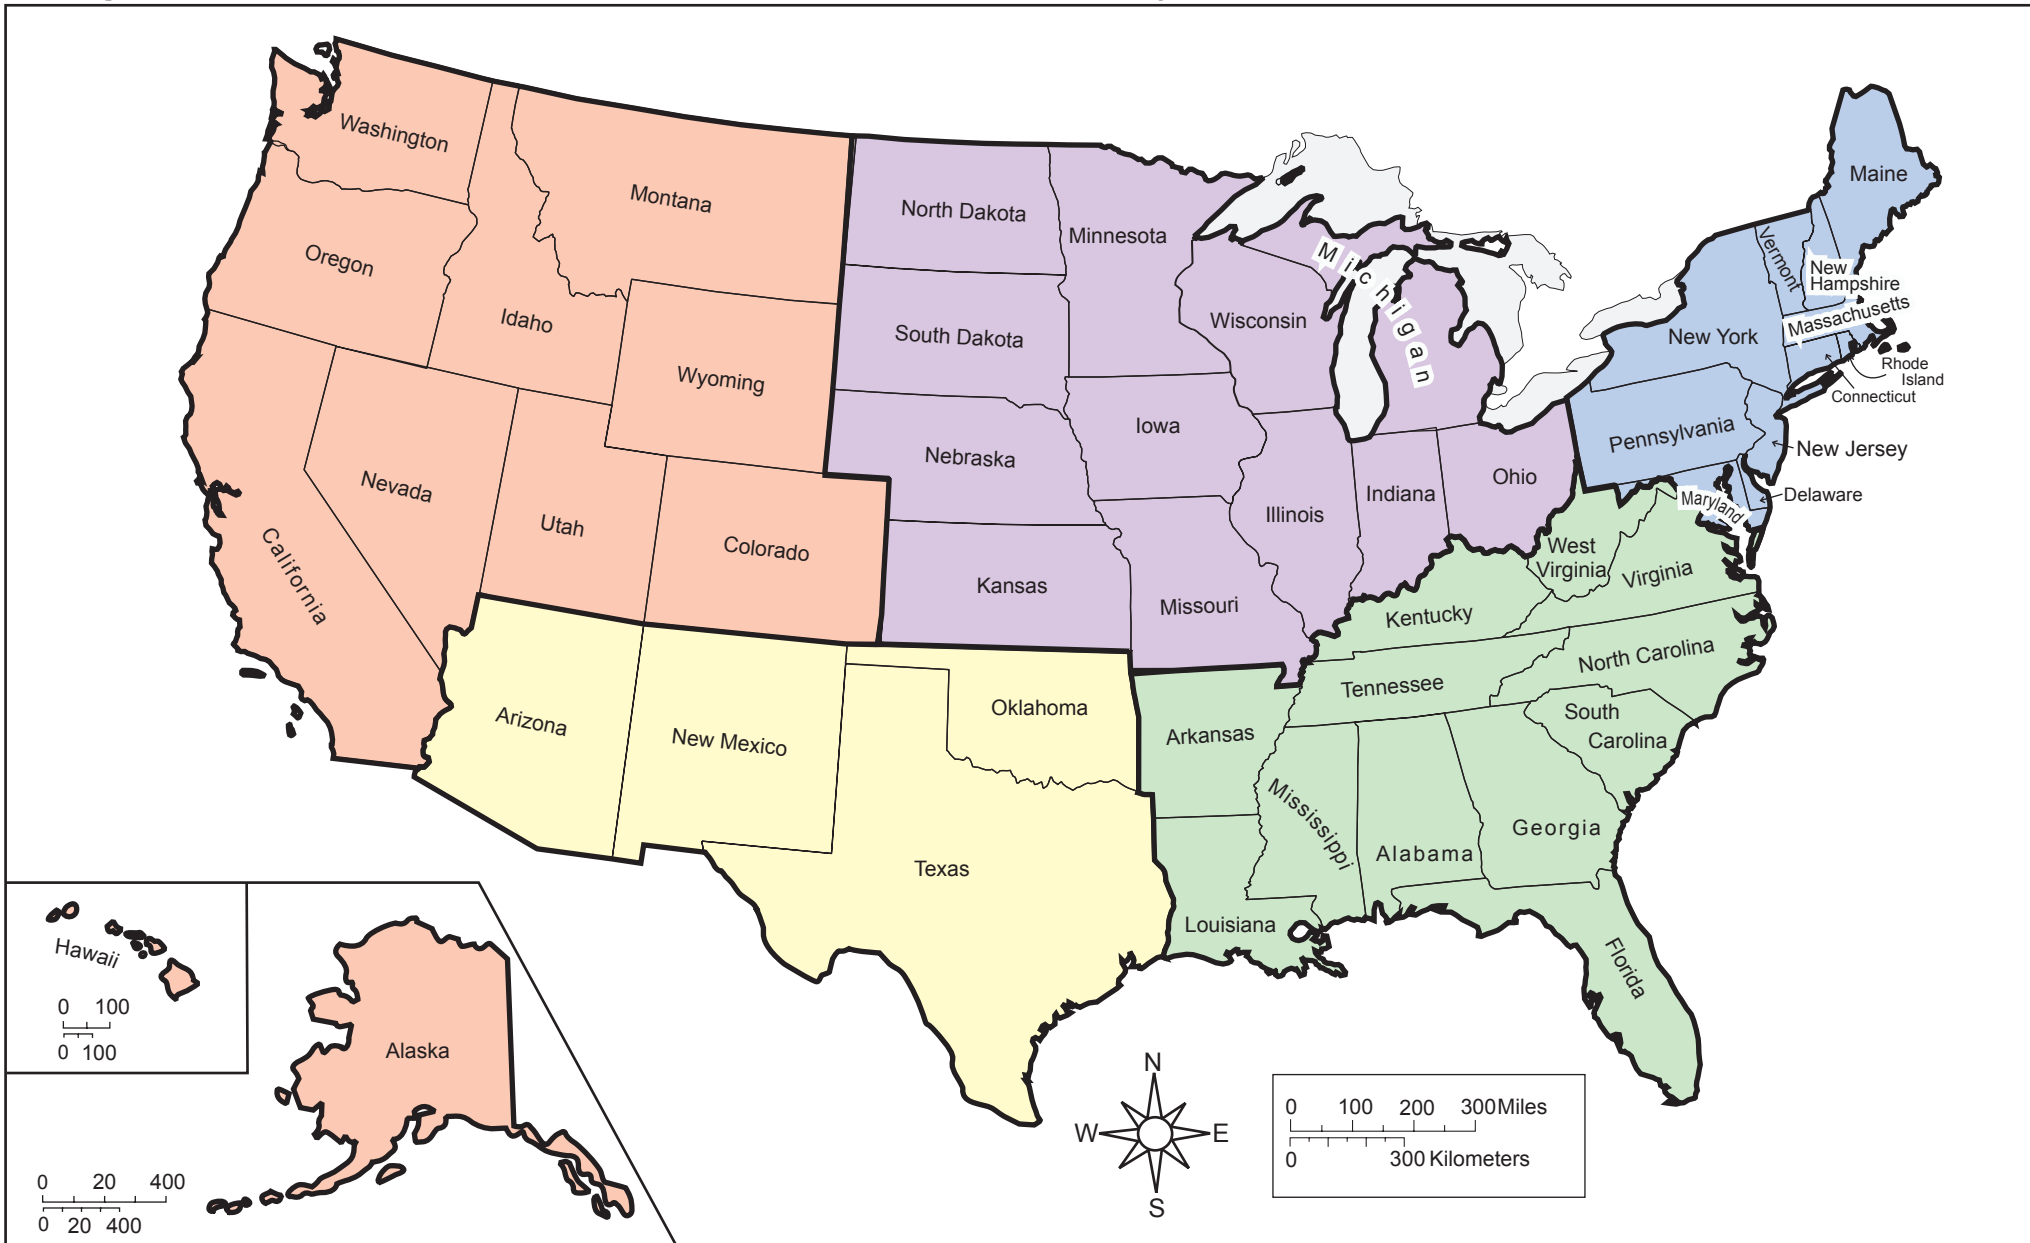 Washington
Montana
Oregon
Idaho
Wyoming
Nevada
Utah
Colorado
California
North Dakota
Minnesota
South Dakota
Wisconsin
Michigan
Iowa
Nebraska
Illinois
Indiana
Ohio
Kansas
Missouri
Maine
Vermont
New
Hampshire
Massachusetts
New York
Rhode
Island
Connecticut
Pennsylvania
New Jersey
Maryland
Delaware
West
Virginia
Virginia
Kentucky
North Carolina
Tennessee
South
Carolina
Arkansas
Mississippi
Alabama
Georgia
Louisiana
Florida
Arizona
New Mexico
Oklahoma
Texas
Hawaii
0 100
0 100
Alaska
0 20 400
0 20 400
N
W E
S
0 100 200 300Miles
0 300 Kilometers